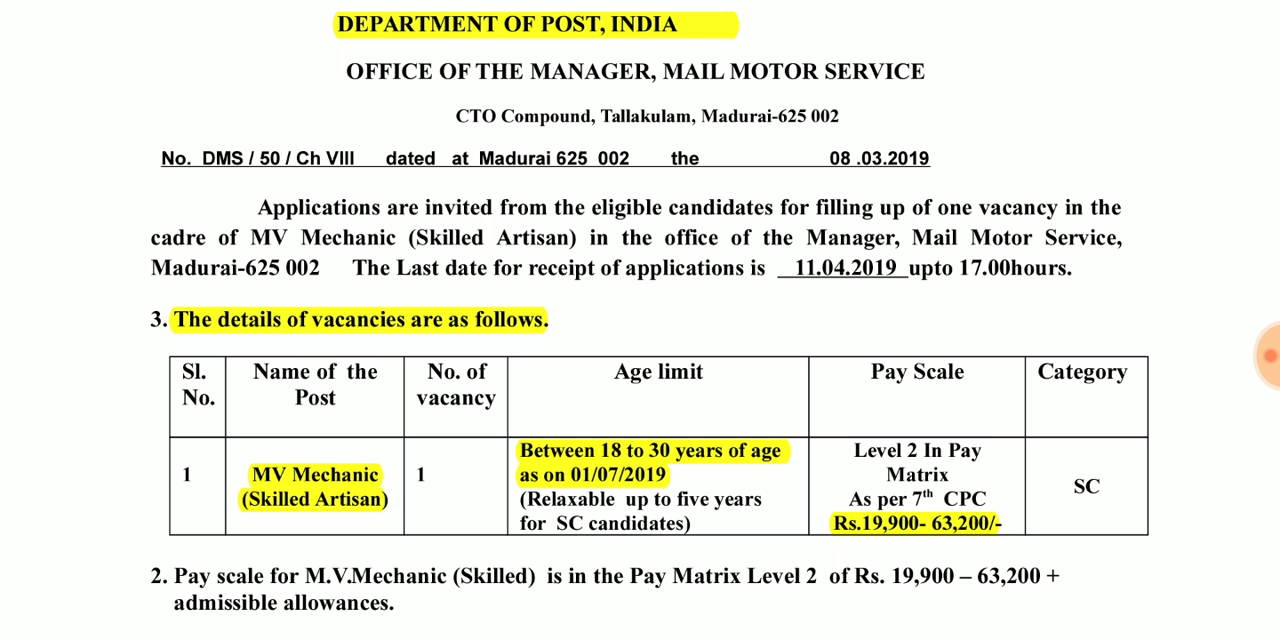 DEPARTMENT OF POST, INDIA
OFFICE OF THE MANAGER, MAIL MOTOR SERVICE
CTO Compound, Tallakulam, Madurai-625 002
No. DMS / 50 / Ch VIII dated at Madurai 625 002 the 08 .03.2019
Applications are invited from the eligible candidates for filling up of one vacancy in the
cadre of MV Mechanic (Skilled Artisan) in the office of the Manager, Mail Motor Service,
Madurai-625 002 The Last date for receipt of applications is 11.04.2019 upto 17.00hours.
3. The details of vacancies are as follows.
Sl. No.
Name of the Post
No. of vacancy
Age limit
Pay Scale
Category
1
MV Mechanic
(Skilled Artisan)
1
Between 18 to 30 years of age
as on 01/07/2019
(Relaxable up to five years
for SC candidates)
Level 2 In Pay
Matrix
As per 7th CPC
Rs.19,900- 63,200/-
SC
2. Pay scale for M.V.Mechanic (Skilled) is in the Pay Matrix Level 2 of Rs. 19,900 – 63,200 +
admissible allowances.